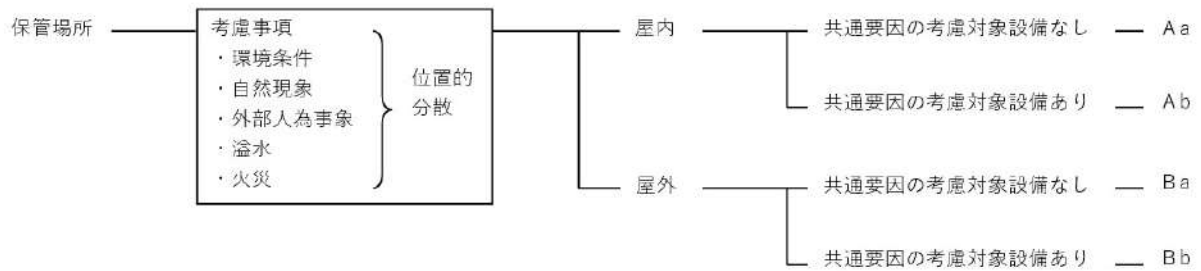 保管場所
考慮事項
・環境条件
・自然現象
・外部人為事象
・溢水
・火災
位置的
分散
屋内
共通要因の考慮対象設備なし
Aa
共通要因の考慮対象設備あり
Ab
屋外
共通要因の考慮対象設備なし
Ba
共通要因の考慮対象設備あり
Bb